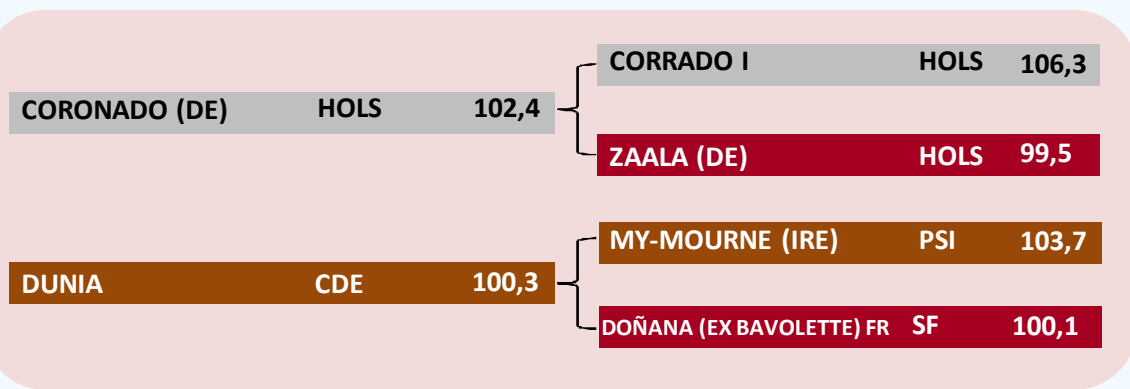 CORRADO I HOLS 106,3
CORONADO (DE) HOLS 102,4
ZAALA (DE) HOLS 99,5
MY-MOURNE (IRE) PSI 103,7
DUNIA CDE 100,3
DOÑANA (EX BAVOLETTE) FR SF 100,1